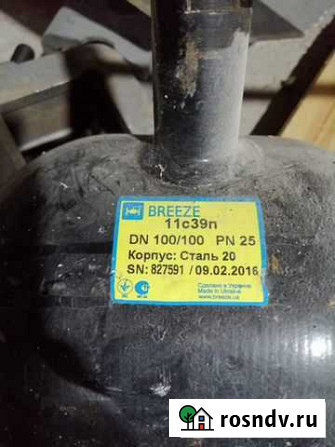 BREEZE
11с39п
DN 100/100 PN 25
Корпус: Сталь 20
SN: 827591 / 09.02.2016
Сделано в Украине
Made in Ukraine
www.breeze.ua
rosndv.ru